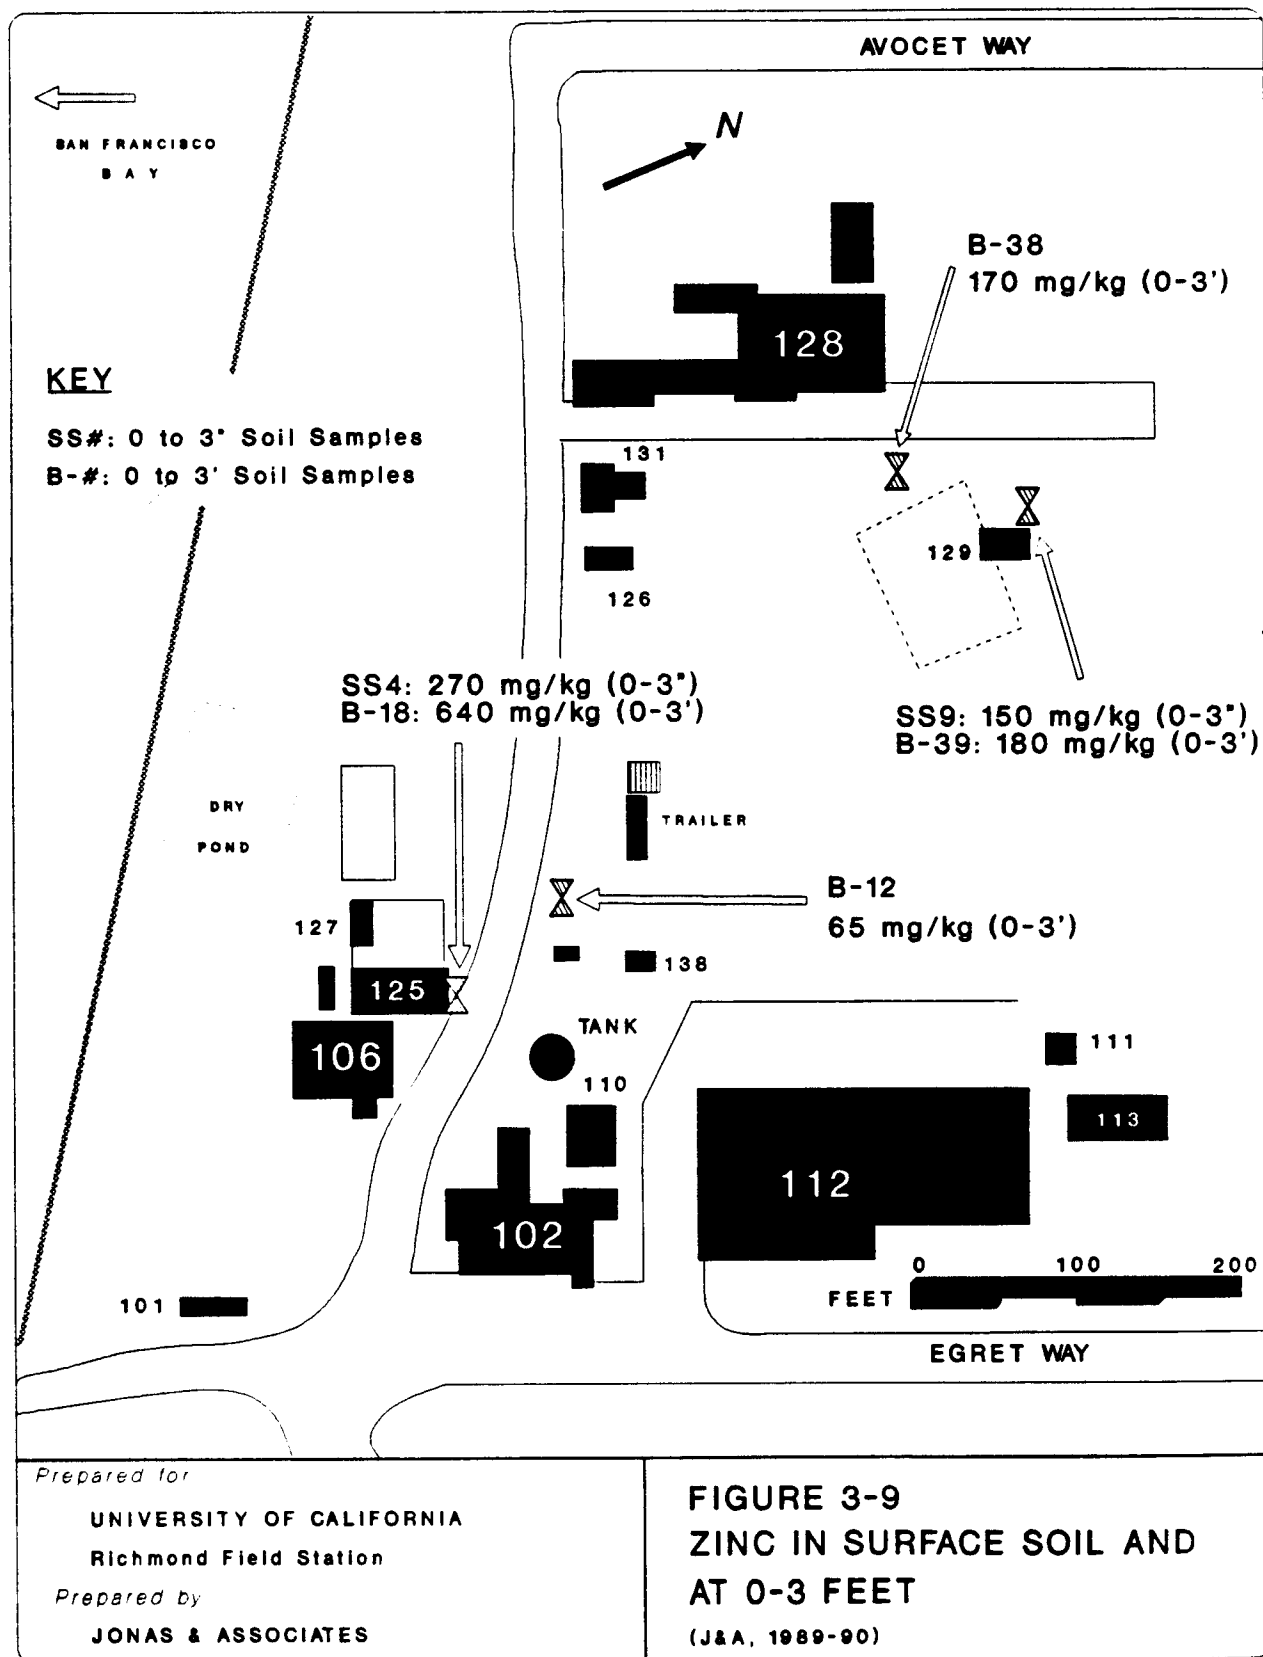 AVOCET WAY
N
SAN FRANCISCO
BAY
B-38
170 mg/kg (0-3')
128
KEY
SS#: 0 to 3" Soil Samples
B-#: 0 to 3' Soil Samples
131
129
126
SS4: 270 mg/kg (0-3")
B-18: 640 mg/kg (0-3')
SS9: 150 mg/kg (0-3")
B-39: 180 mg/kg (0-3')
DRY
POND
TRAILER
B-12
65 mg/kg (0-3')
127
138
125
TANK
106
111
110
113
112
102
0 100 200
FEET
101
EGRET WAY
Prepared for
UNIVERSITY OF CALIFORNIA
Richmond Field Station
Prepared by
JONAS & ASSOCIATES
FIGURE 3-9
ZINC IN SURFACE SOIL AND
AT 0-3 FEET
(J&A, 1989-90)